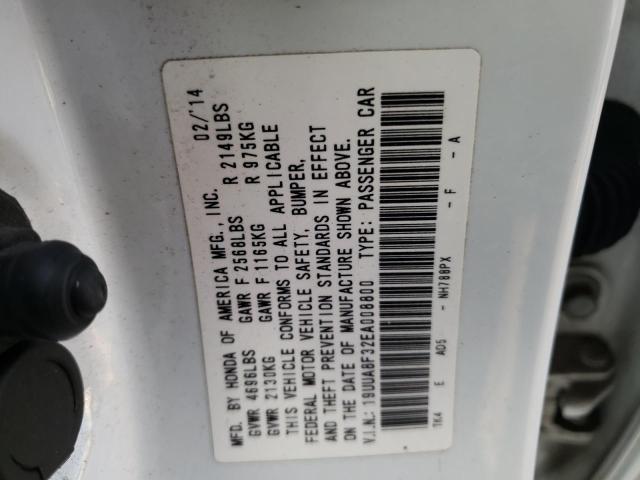 MFD. BY HONDA OF AMERICA MFG., INC. 02/'14
GVWR 4696LBS GAWR F 2568LBS R 2149LBS
GVWR 2130KG GAWR F 1165KG R 975KG
THIS VEHICLE CONFORMS TO ALL APPLICABLE
FEDERAL MOTOR VEHICLE SAFETY, BUMPER,
AND THEFT PREVENTION STANDARDS IN EFFECT
ON THE DATE OF MANUFACTURE SHOWN ABOVE.
V.I.N.: 19UUA8F32EA006800 TYPE: PASSENGER CAR
TK4 E AD5 - NH788PX - F - A